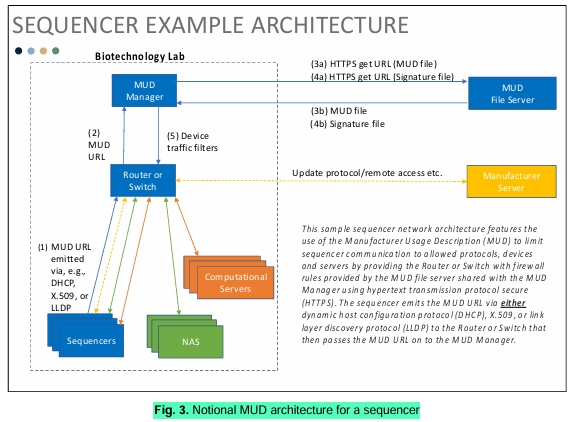 SEQUENCER EXAMPLE ARCHITECTURE
Biotechnology Lab
MUD
Manager
(3a) HTTPS get URL (MUD file)
(4a) HTTPS get URL (Signature file)
MUD
File Server
(3b) MUD file
(4b) Signature file
(2)
MUD
URL
(5) Device
traffic filters
Router or
Switch
Update protocol/remote access etc.
Manufacturer
Server
(1) MUD URL
emitted
via, e.g.,
DHCP,
X.509, or
LLDP
Computational
Servers
Sequencers
NAS
This sample sequencer network architecture features the
use of the Manufacturer Usage Description (MUD) to limit
sequencer communication to allowed protocols, devices
and servers by providing the Router or Switch with firewall
rules provided by the MUD file server shared with the MUD
Manager using hypertext transmission protocol secure
(HTTPS). The sequencer emits the MUD URL via either
dynamic host configuration protocol (DHCP), X.509, or link
layer discovery protocol (LLDP) to the Router or Switch that
then passes the MUD URL on to the MUD Manager.
Fig. 3. Notional MUD architecture for a sequencer